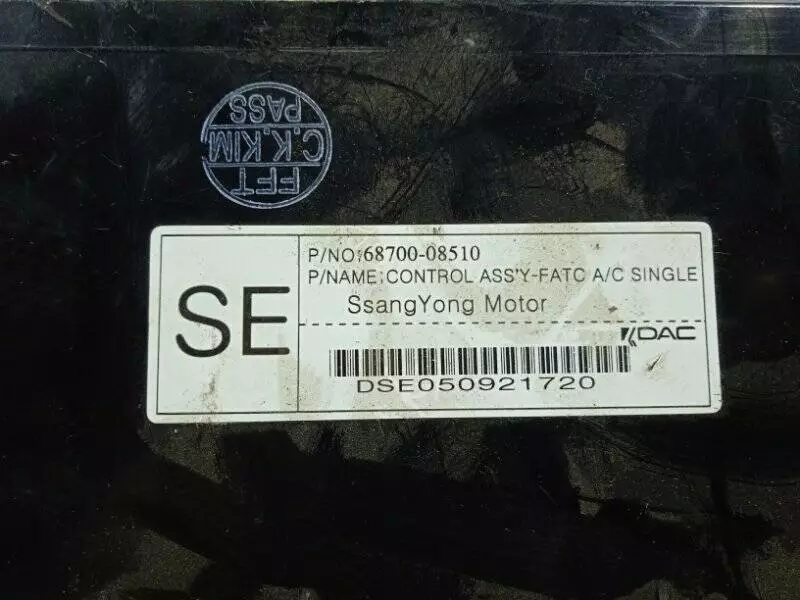 PASS
C.K.KIM
FFT
SE
P/NO:68700-08510
P/NAME:CONTROL ASS'Y-FATC A/C SINGLE
SsangYong Motor
DAC
DSE050921720